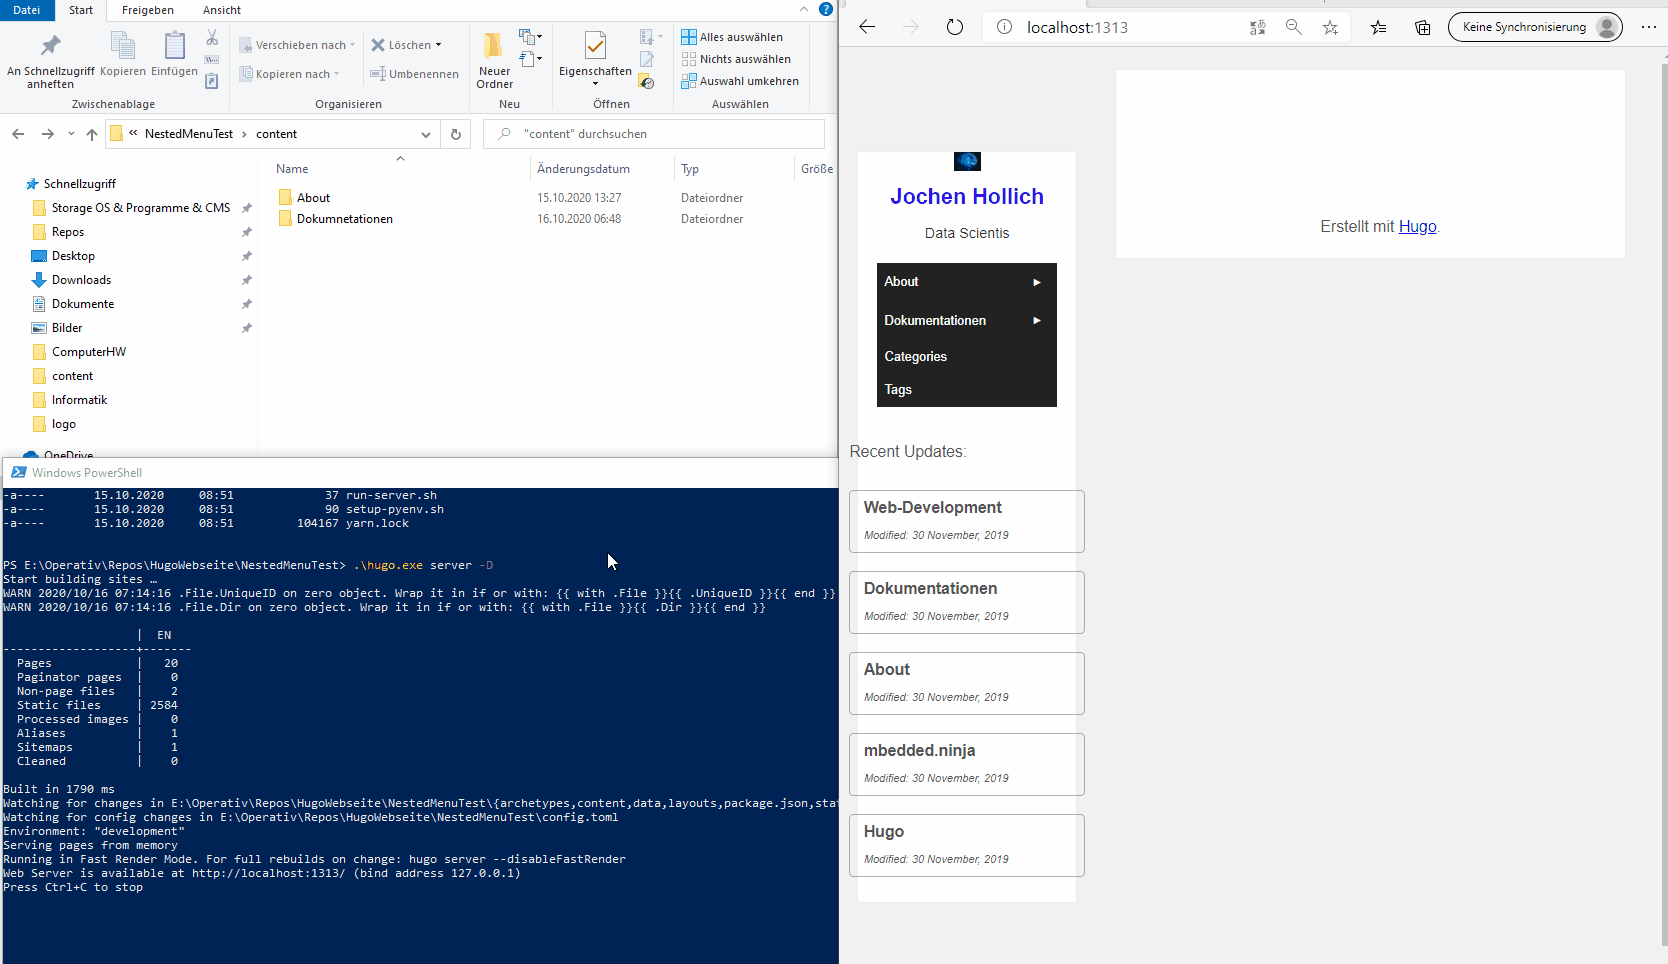 Datei Start Freigeben Ansicht
An Schnellzugriff anheften
Kopieren
Einfügen
Zwischenablage
Verschieben nach
Kopieren nach
Löschen
Umbenennen
Organisieren
Neuer Ordner
Neu
Eigenschaften
Öffnen
Alles auswählen
Nichts auswählen
Auswahl umkehren
Auswählen
« NestedMenuTest › content
"content" durchsuchen
Name Änderungsdatum Typ Größe
About 15.10.2020 13:27 Dateiordner
Dokumnetationen 16.10.2020 06:48 Dateiordner
Schnellzugriff
Storage OS & Programme & CMS
Repos
Desktop
Downloads
Dokumente
Bilder
ComputerHW
content
Informatik
logo
OneDrive
Windows PowerShell
-a---- 15.10.2020 08:51 37 run-server.sh
-a---- 15.10.2020 08:51 90 setup-pyenv.sh
-a---- 15.10.2020 08:51 104167 yarn.lock
PS E:\Operativ\Repos\HugoWebseite\NestedMenuTest> .\hugo.exe server -D
Start building sites …
WARN 2020/10/16 07:14:16 .File.UniqueID on zero object. Wrap it in if or with: {{ with .File }}{{ .UniqueID }}{{ end }}
WARN 2020/10/16 07:14:16 .File.Dir on zero object. Wrap it in if or with: {{ with .File }}{{ .Dir }}{{ end }}
| EN
-------------------+-------
Pages | 20
Paginator pages | 0
Non-page files | 2
Static files | 2584
Processed images | 0
Aliases | 1
Sitemaps | 1
Cleaned | 0
Built in 1790 ms
Watching for changes in E:\Operativ\Repos\HugoWebseite\NestedMenuTest\{archetypes,content,data,layouts,package.json,sta
Watching for config changes in E:\Operativ\Repos\HugoWebseite\NestedMenuTest\config.toml
Environment: "development"
Serving pages from memory
Running in Fast Render Mode. For full rebuilds on change: hugo server --disableFastRender
Web Server is available at http://localhost:1313/ (bind address 127.0.0.1)
Press Ctrl+C to stop
localhost:1313
Keine Synchronisierung
Jochen Hollich
Data Scientis
About
Dokumentationen
Categories
Tags
Recent Updates:
Web-Development
Modified: 30 November, 2019
Dokumentationen
Modified: 30 November, 2019
About
Modified: 30 November, 2019
mbedded.ninja
Modified: 30 November, 2019
Hugo
Modified: 30 November, 2019
Erstellt mit Hugo.